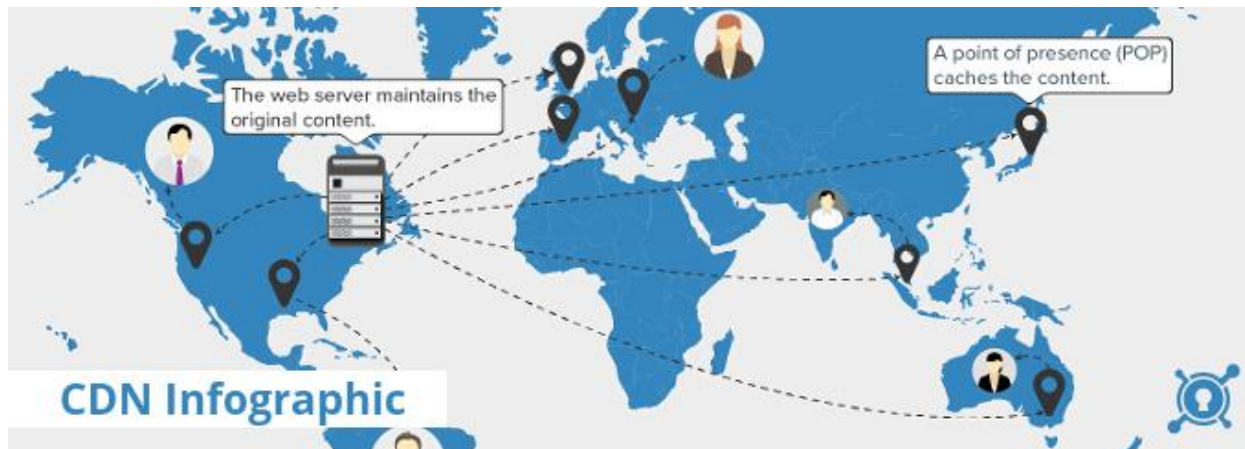 The web server maintains the
original content.
A point of presence (POP)
caches the content.
CDN Infographic